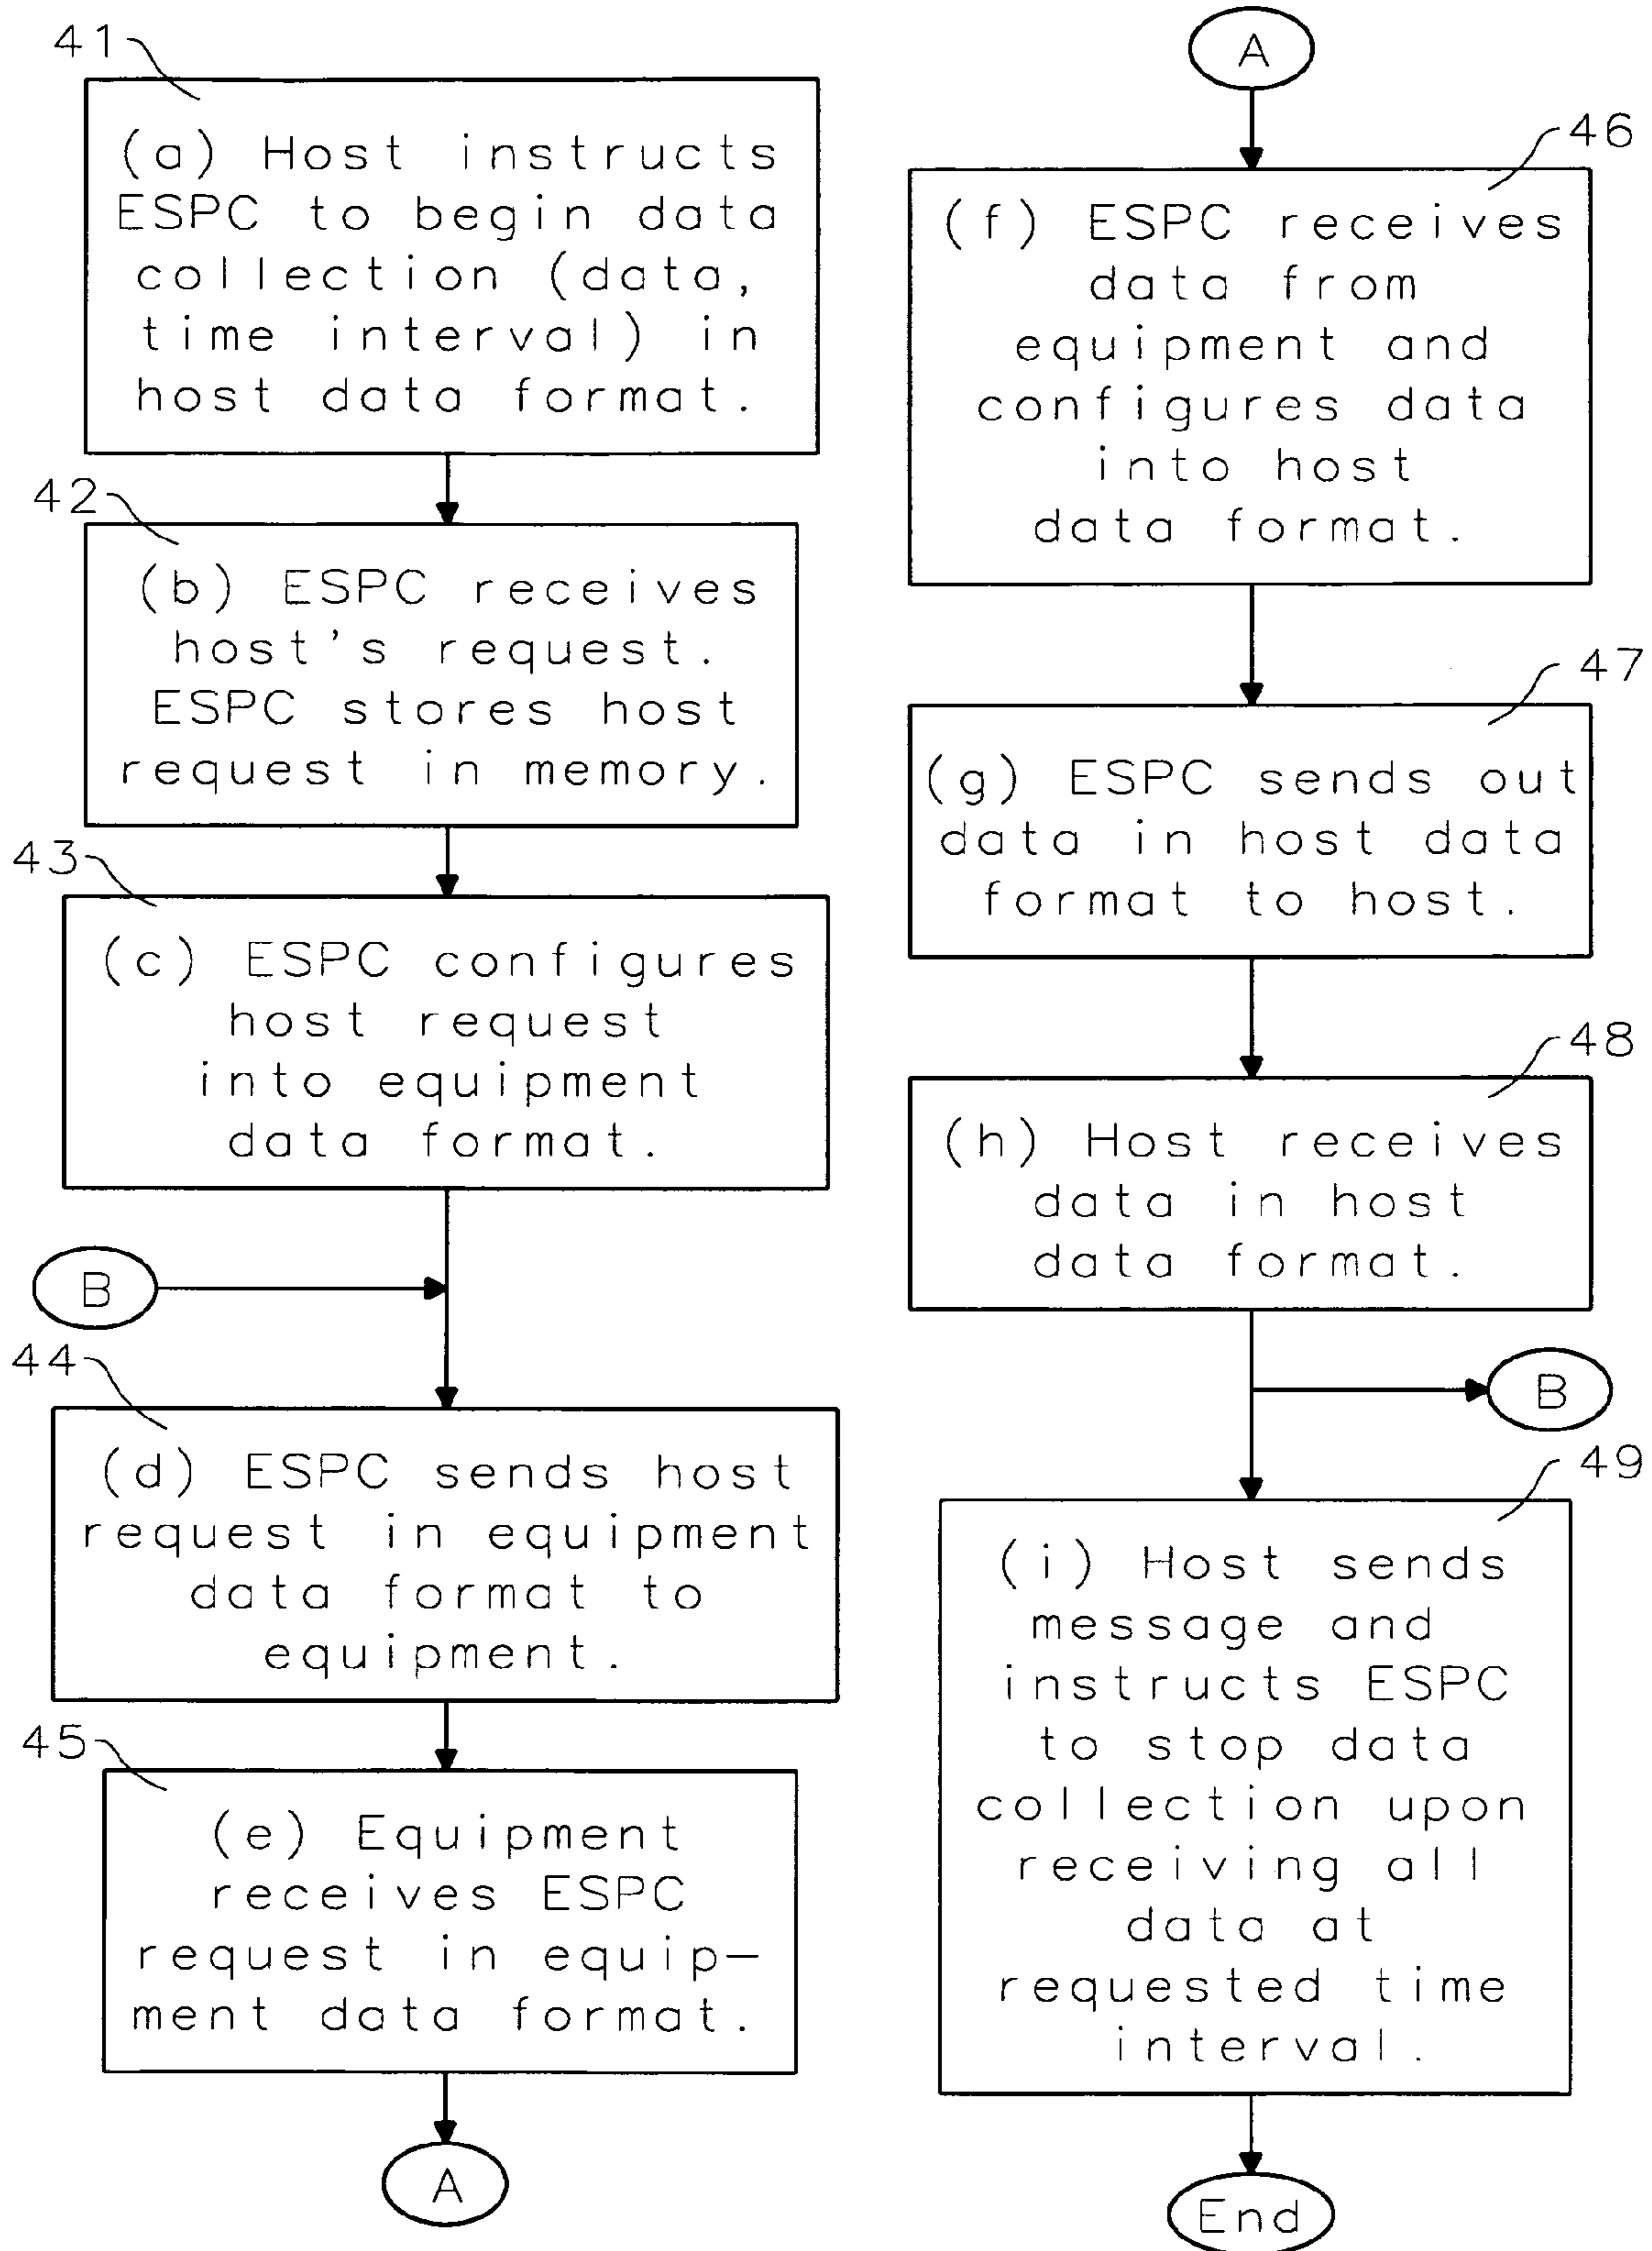 41
(a) Host instructs
ESPC to begin data
collection (data,
time interval) in
host data format.
42
(b) ESPC receives
host's request.
ESPC stores host
request in memory.
43
(c) ESPC configures
host request
into equipment
data format.
B
44
(d) ESPC sends host
request in equipment
data format to
equipment.
45
(e) Equipment
receives ESPC
request in equip-
ment data format.
A
A
46
(f) ESPC receives
data from
equipment and
configures data
into host
data format.
47
(g) ESPC sends out
data in host data
format to host.
48
(h) Host receives
data in host
data format.
B
49
(i) Host sends
message and
instructs ESPC
to stop data
collection upon
receiving all
data at
requested time
interval.
End